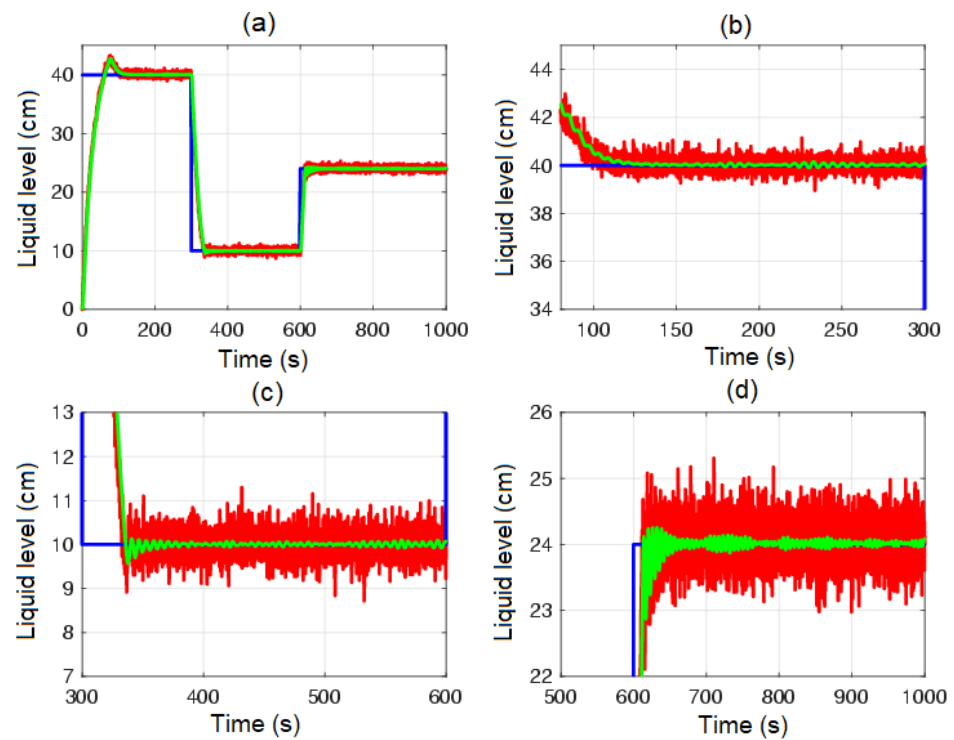 (a)
Liquid level (cm)
40
30
20
10
0
0 200 400 600 800 1000
Time (s)
(b)
Liquid level (cm)
44
42
40
38
36
34
100 150 200 250 300
Time (s)
(c)
Liquid level (cm)
13
12
11
10
9
8
7
300 400 500 600
Time (s)
(d)
Liquid level (cm)
26
25
24
23
22
500 600 700 800 900 1000
Time (s)